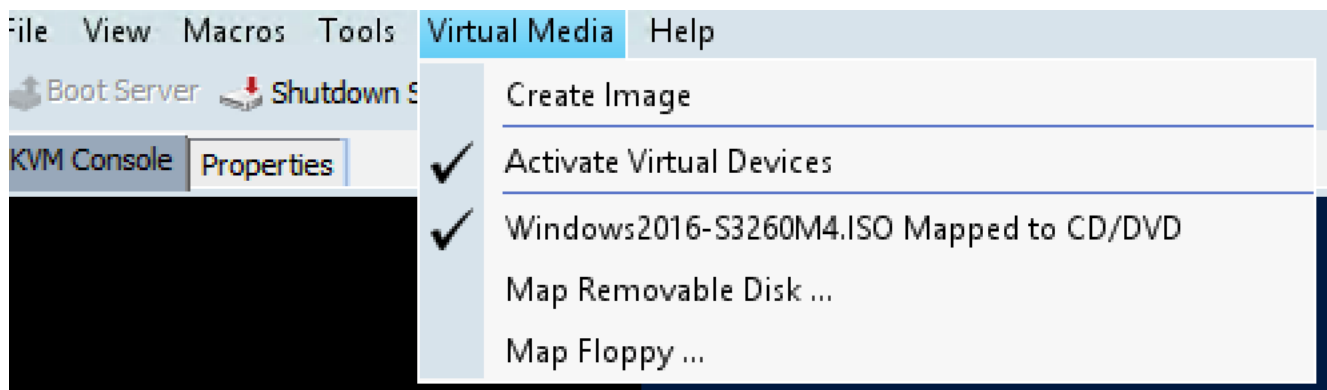 File View Macros Tools Virtual Media Help
Boot Server Shutdown S
KVM Console Properties
Create Image
Activate Virtual Devices
Windows2016-S3260M4.ISO Mapped to CD/DVD
Map Removable Disk ...
Map Floppy ...